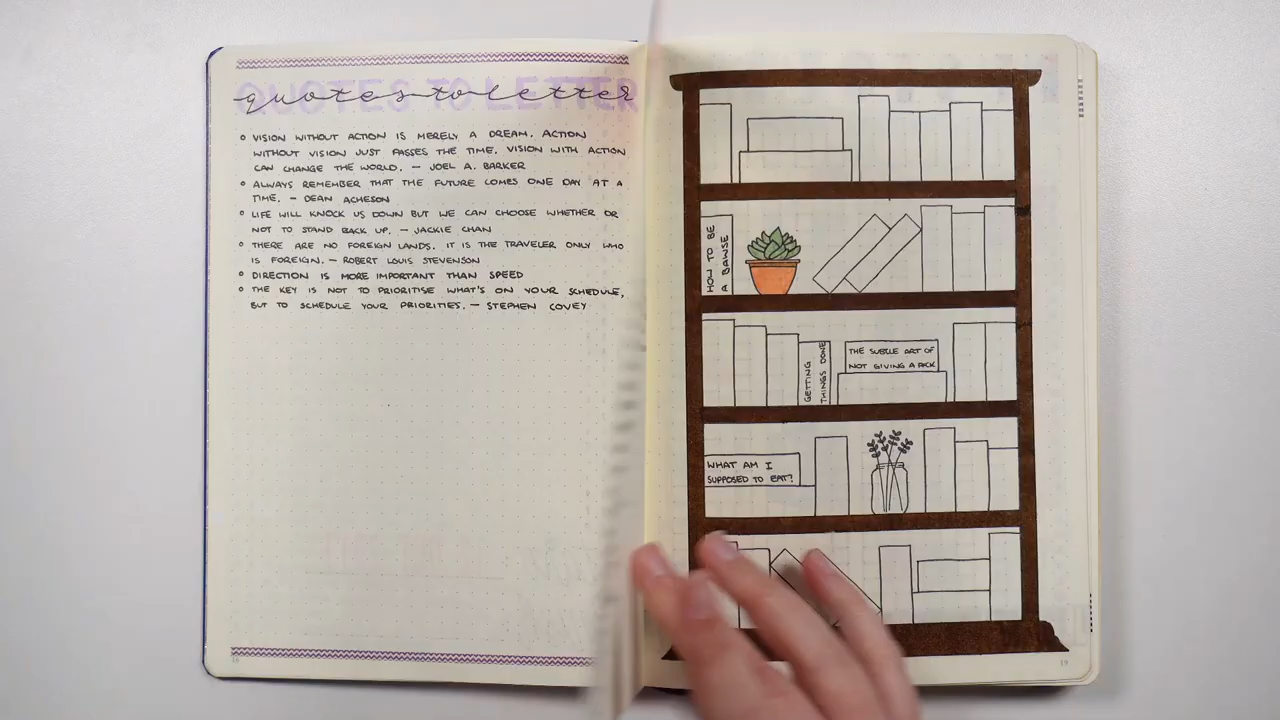 quotes to letter
VISION WITHOUT ACTION IS MERELY A DREAM. ACTION
WITHOUT VISION JUST PASSES THE TIME. VISION WITH ACTION
CAN CHANGE THE WORLD. – JOEL A. BARKER
ALWAYS REMEMBER THAT THE FUTURE COMES ONE DAY AT A
TIME. – DEAN ACHESON
LIFE WILL KNOCK US DOWN BUT WE CAN CHOOSE WHETHER OR
NOT TO STAND BACK UP. – JACKIE CHAN
THERE ARE NO FOREIGN LANDS. IT IS THE TRAVELER ONLY WHO
IS FOREIGN. – ROBERT LOUIS STEVENSON
DIRECTION IS MORE IMPORTANT THAN SPEED
THE KEY IS NOT TO PRIORITISE WHAT'S ON YOUR SCHEDULE,
BUT TO SCHEDULE YOUR PRIORITIES. – STEPHEN COVEY
QUOTES TO LETTER
HOW TO BE
A BAWSE
GETTING
THINGS DONE
THE SUBTLE ART OF
NOT GIVING A
WHAT AM I
SUPPOSED TO EAT?
19